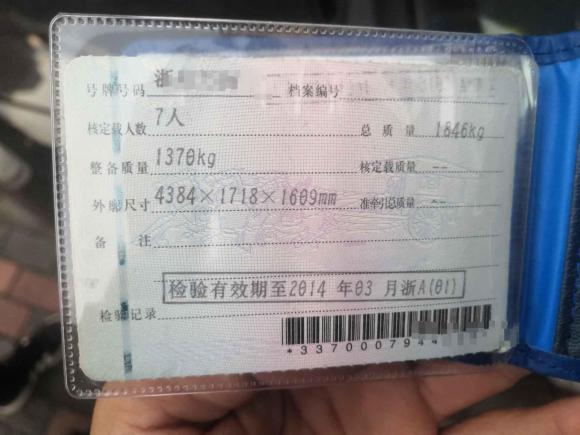 号牌号码 浙 档案编号
核定载人数 7人 总质量 1846kg
整备质量 1370kg 核定载质量 --
外廓尺寸 4384×1718×1609mm 准牵引总质量 --
备注
检验有效期至2014 年03 月浙A(01)
检验记录
*3370007944